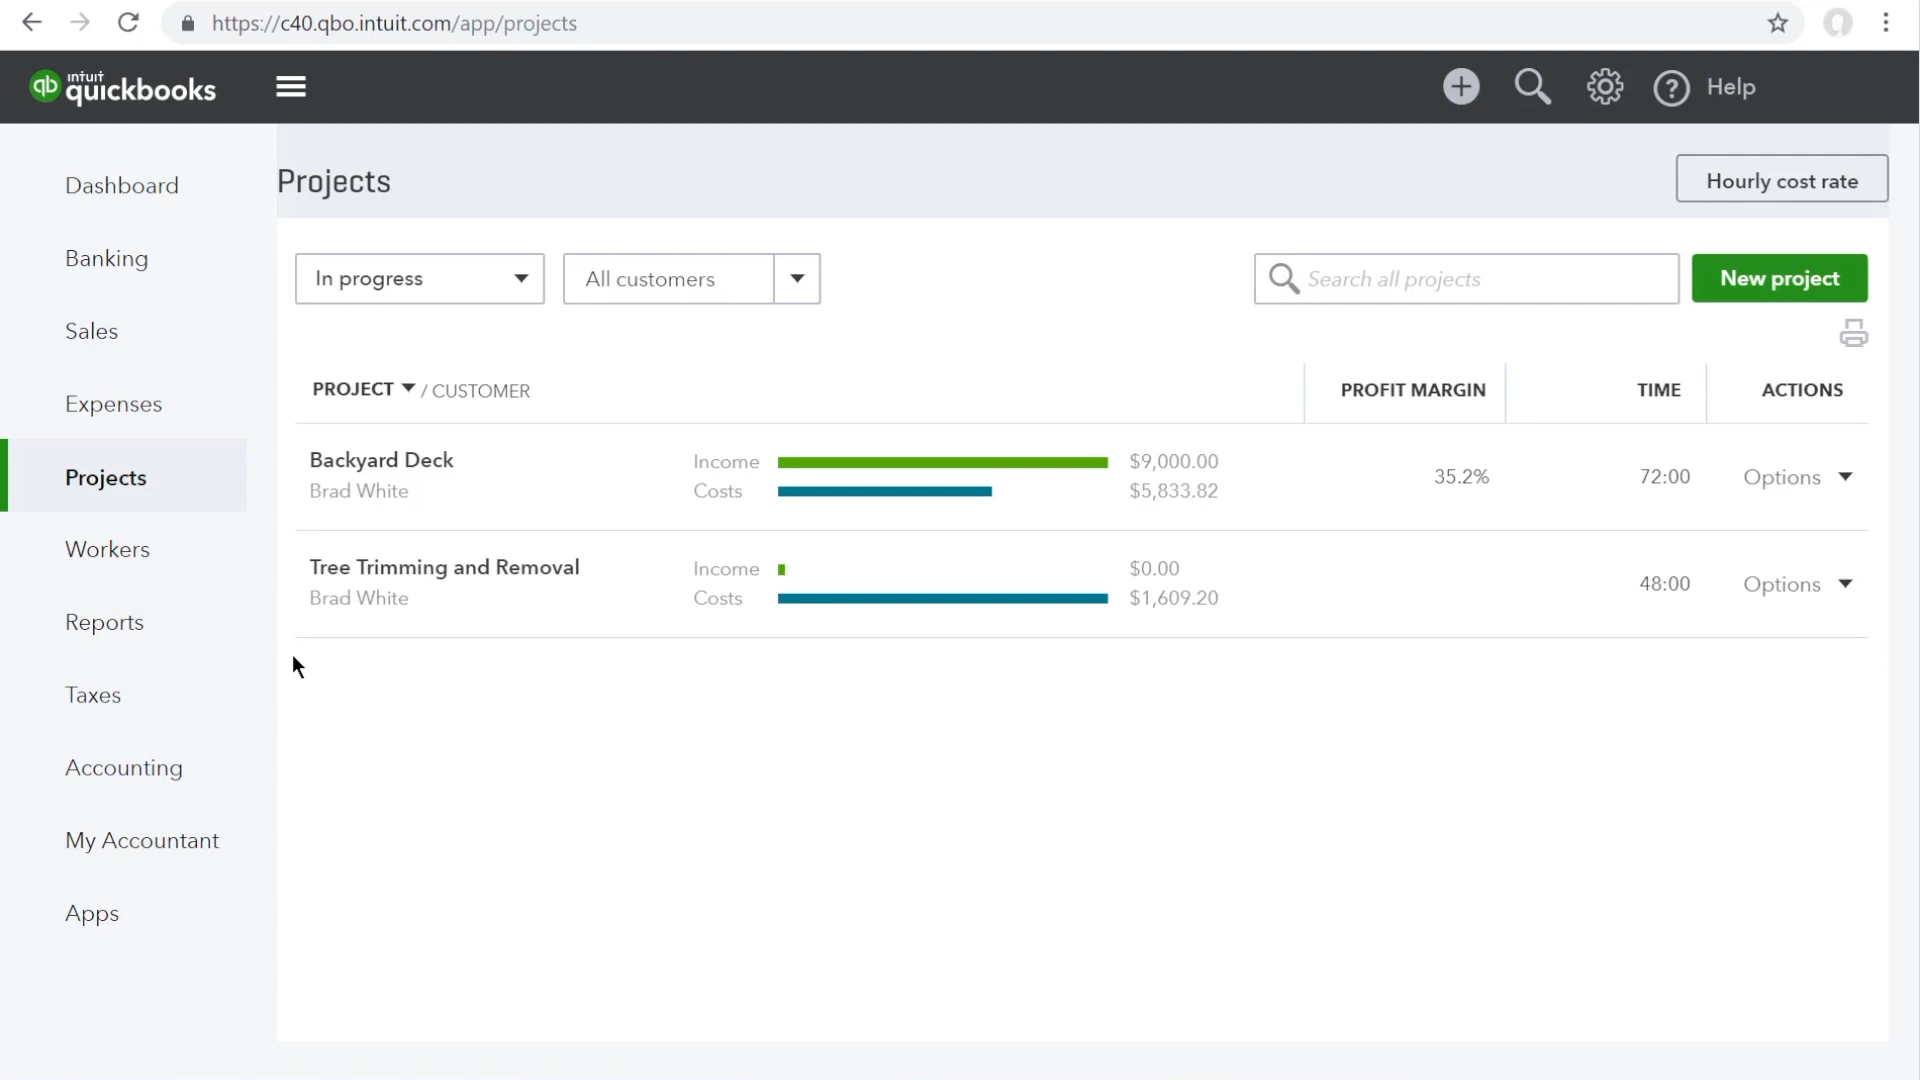 https://c40.qbo.intuit.com/app/projects
qb intuit quickbooks
+ ? Help
Dashboard
Banking
Sales
Expenses
Projects
Workers
Reports
Taxes
Accounting
My Accountant
Apps
Projects
Hourly cost rate
In progress All customers Search all projects New project
PROJECT / CUSTOMER PROFIT MARGIN TIME ACTIONS
Backyard Deck Income $9,000.00
Brad White Costs $5,833.82
35.2% 72:00 Options
Tree Trimming and Removal Income $0.00
Brad White Costs $1,609.20
48:00 Options